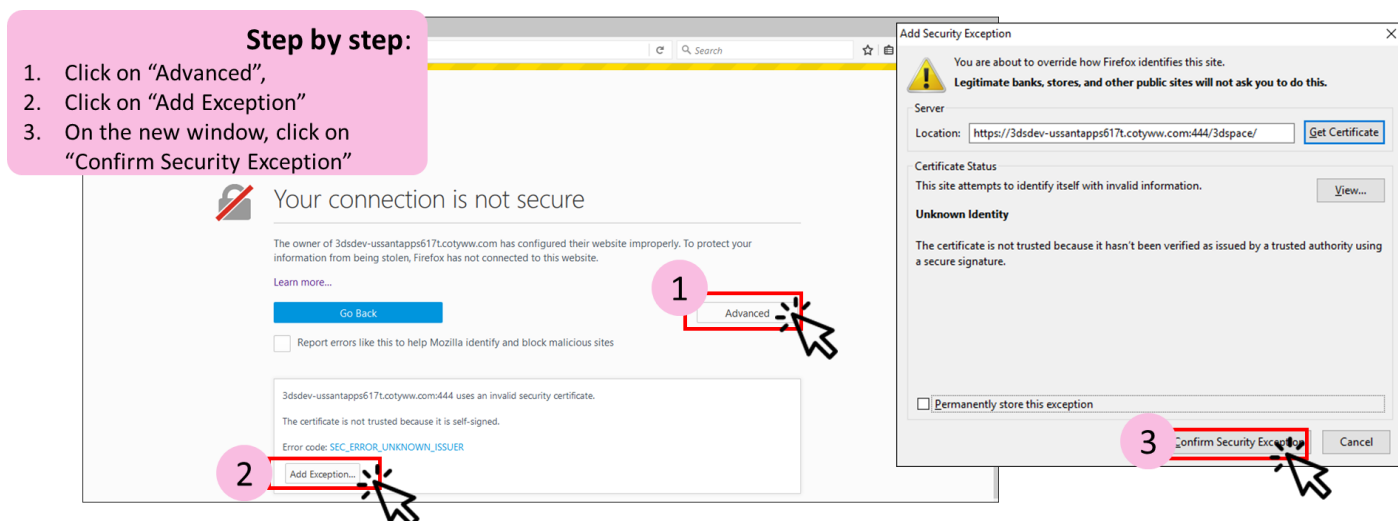 Step by step:
1. Click on “Advanced”,
2. Click on “Add Exception”
3. On the new window, click on
“Confirm Security Exception”
Search
Your connection is not secure
The owner of 3dsdev-ussantapps617t.cotyww.com has configured their website improperly. To protect your
information from being stolen, Firefox has not connected to this website.
Learn more...
Go Back
1
Advanced
Report errors like this to help Mozilla identify and block malicious sites
3dsdev-ussantapps617t.cotyww.com:444 uses an invalid security certificate.
The certificate is not trusted because it is self-signed.
Error code: SEC_ERROR_UNKNOWN_ISSUER
2
Add Exception...
Add Security Exception
You are about to override how Firefox identifies this site.
Legitimate banks, stores, and other public sites will not ask you to do this.
Server
Location: https://3dsdev-ussantapps617t.cotyww.com:444/3dspace/ Get Certificate
Certificate Status
This site attempts to identify itself with invalid information.
View...
Unknown Identity
The certificate is not trusted because it hasn't been verified as issued by a trusted authority using
a secure signature.
Permanently store this exception
3
Confirm Security Exception
Cancel